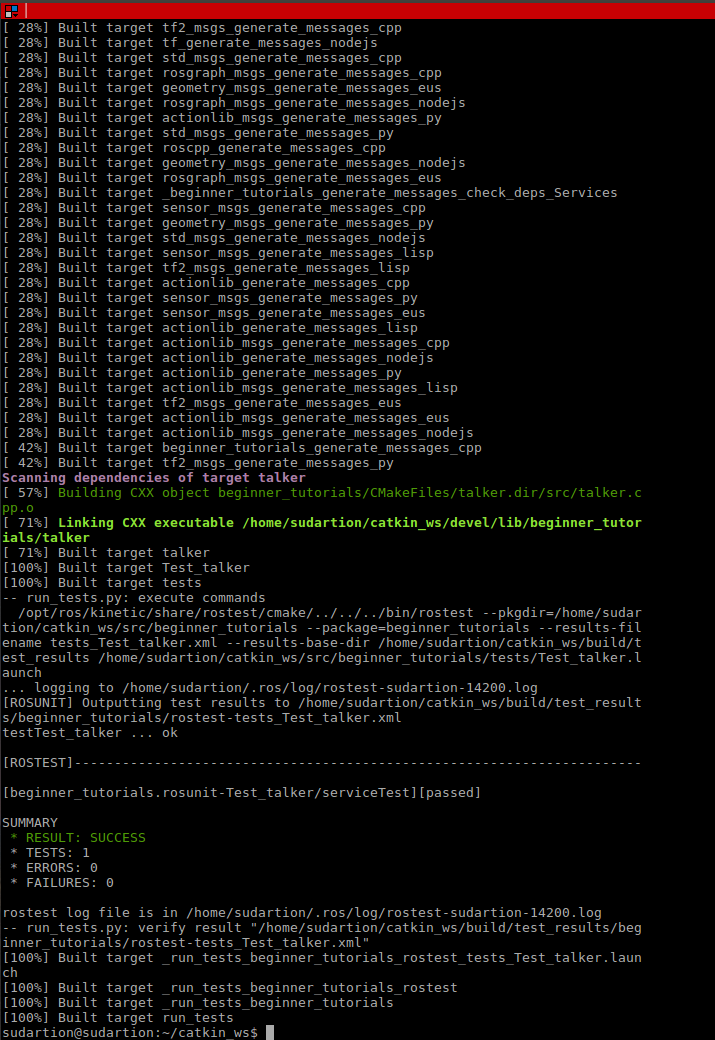 [ 28%] Built target tf2_msgs_generate_messages_cpp
[ 28%] Built target tf_generate_messages_nodejs
[ 28%] Built target std_msgs_generate_messages_cpp
[ 28%] Built target rosgraph_msgs_generate_messages_cpp
[ 28%] Built target geometry_msgs_generate_messages_eus
[ 28%] Built target rosgraph_msgs_generate_messages_nodejs
[ 28%] Built target actionlib_msgs_generate_messages_py
[ 28%] Built target std_msgs_generate_messages_py
[ 28%] Built target roscpp_generate_messages_cpp
[ 28%] Built target geometry_msgs_generate_messages_nodejs
[ 28%] Built target rosgraph_msgs_generate_messages_eus
[ 28%] Built target _beginner_tutorials_generate_messages_check_deps_Services
[ 28%] Built target sensor_msgs_generate_messages_cpp
[ 28%] Built target geometry_msgs_generate_messages_py
[ 28%] Built target std_msgs_generate_messages_nodejs
[ 28%] Built target sensor_msgs_generate_messages_lisp
[ 28%] Built target tf2_msgs_generate_messages_lisp
[ 28%] Built target actionlib_generate_messages_cpp
[ 28%] Built target sensor_msgs_generate_messages_py
[ 28%] Built target sensor_msgs_generate_messages_eus
[ 28%] Built target actionlib_generate_messages_lisp
[ 28%] Built target actionlib_msgs_generate_messages_cpp
[ 28%] Built target actionlib_generate_messages_nodejs
[ 28%] Built target actionlib_generate_messages_py
[ 28%] Built target actionlib_msgs_generate_messages_lisp
[ 28%] Built target tf2_msgs_generate_messages_eus
[ 28%] Built target actionlib_msgs_generate_messages_eus
[ 28%] Built target actionlib_msgs_generate_messages_nodejs
[ 42%] Built target beginner_tutorials_generate_messages_cpp
[ 42%] Built target tf2_msgs_generate_messages_py
Scanning dependencies of target talker
[ 57%] Building CXX object beginner_tutorials/CMakeFiles/talker.dir/src/talker.c
pp.o
[ 71%] Linking CXX executable /home/sudartion/catkin_ws/devel/lib/beginner_tutor
ials/talker
[ 71%] Built target talker
[100%] Built target Test_talker
[100%] Built target tests
-- run_tests.py: execute commands
  /opt/ros/kinetic/share/rostest/cmake/../../../bin/rostest --pkgdir=/home/sudar
tion/catkin_ws/src/beginner_tutorials --package=beginner_tutorials --results-fil
ename tests_Test_talker.xml --results-base-dir /home/sudartion/catkin_ws/build/t
est_results /home/sudartion/catkin_ws/src/beginner_tutorials/tests/Test_talker.l
aunch
... logging to /home/sudartion/.ros/log/rostest-sudartion-14200.log
[ROSUNIT] Outputting test results to /home/sudartion/catkin_ws/build/test_result
s/beginner_tutorials/rostest-tests_Test_talker.xml
testTest_talker ... ok
[ROSTEST]-----------------------------------------------------------------------
[beginner_tutorials.rosunit-Test_talker/serviceTest][passed]
SUMMARY
 * RESULT: SUCCESS
 * TESTS: 1
 * ERRORS: 0
 * FAILURES: 0
rostest log file is in /home/sudartion/.ros/log/rostest-sudartion-14200.log
-- run_tests.py: verify result "/home/sudartion/catkin_ws/build/test_results/beg
inner_tutorials/rostest-tests_Test_talker.xml"
[100%] Built target _run_tests_beginner_tutorials_rostest_tests_Test_talker.laun
ch
[100%] Built target _run_tests_beginner_tutorials_rostest
[100%] Built target _run_tests_beginner_tutorials
[100%] Built target run_tests
sudartion@sudartion:~/catkin_ws$